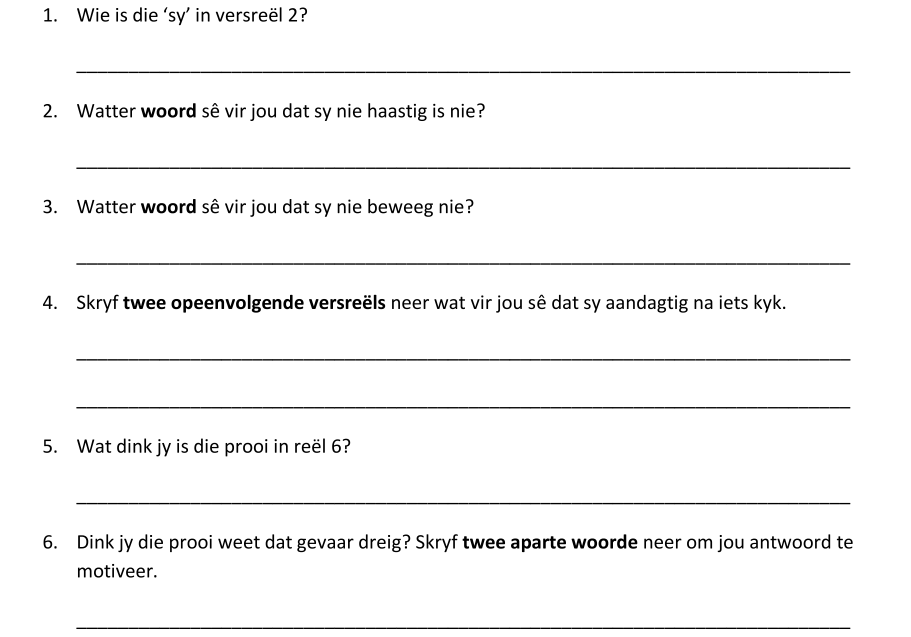 1. Wie is die ‘sy’ in versreël 2?
2. Watter woord sê vir jou dat sy nie haastig is nie?
3. Watter woord sê vir jou dat sy nie beweeg nie?
4. Skryf twee opeenvolgende versreëls neer wat vir jou sê dat sy aandagtig na iets kyk.
5. Wat dink jy is die prooi in reël 6?
6. Dink jy die prooi weet dat gevaar dreig? Skryf twee aparte woorde neer om jou antwoord te
motiveer.